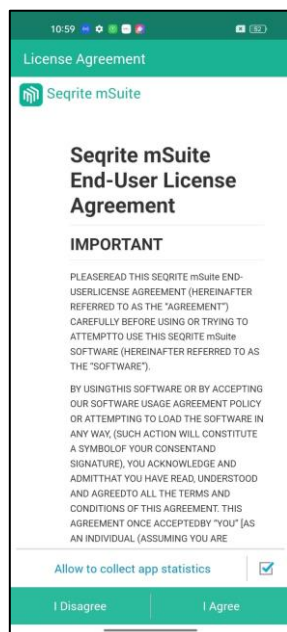 10:59
52
License Agreement
Seqrite mSuite
Seqrite mSuite
End-User License
Agreement
IMPORTANT
PLEASEREAD THIS SEQRITE mSuite END-
USERLICENSE AGREEMENT (HEREINAFTER
REFERRED TO AS THE "AGREEMENT")
CAREFULLY BEFORE USING OR TRYING TO
ATTEMPTTO USE THIS SEQRITE mSuite
SOFTWARE (HEREINAFTER REFERRED TO AS
THE "SOFTWARE").
BY USINGTHIS SOFTWARE OR BY ACCEPTING
OUR SOFTWARE USAGE AGREEMENT POLICY
OR ATTEMPTING TO LOAD THE SOFTWARE IN
ANY WAY, (SUCH ACTION WILL CONSTITUTE
A SYMBOLOF YOUR CONSENTAND
SIGNATURE), YOU ACKNOWLEDGE AND
ADMITTHAT YOU HAVE READ, UNDERSTOOD
AND AGREEDTO ALL THE TERMS AND
CONDITIONS OF THIS AGREEMENT. THIS
AGREEMENT ONCE ACCEPTEDBY "YOU" [AS
AN INDIVIDUAL (ASSUMING YOU ARE
Allow to collect app statistics
I Disagree
I Agree